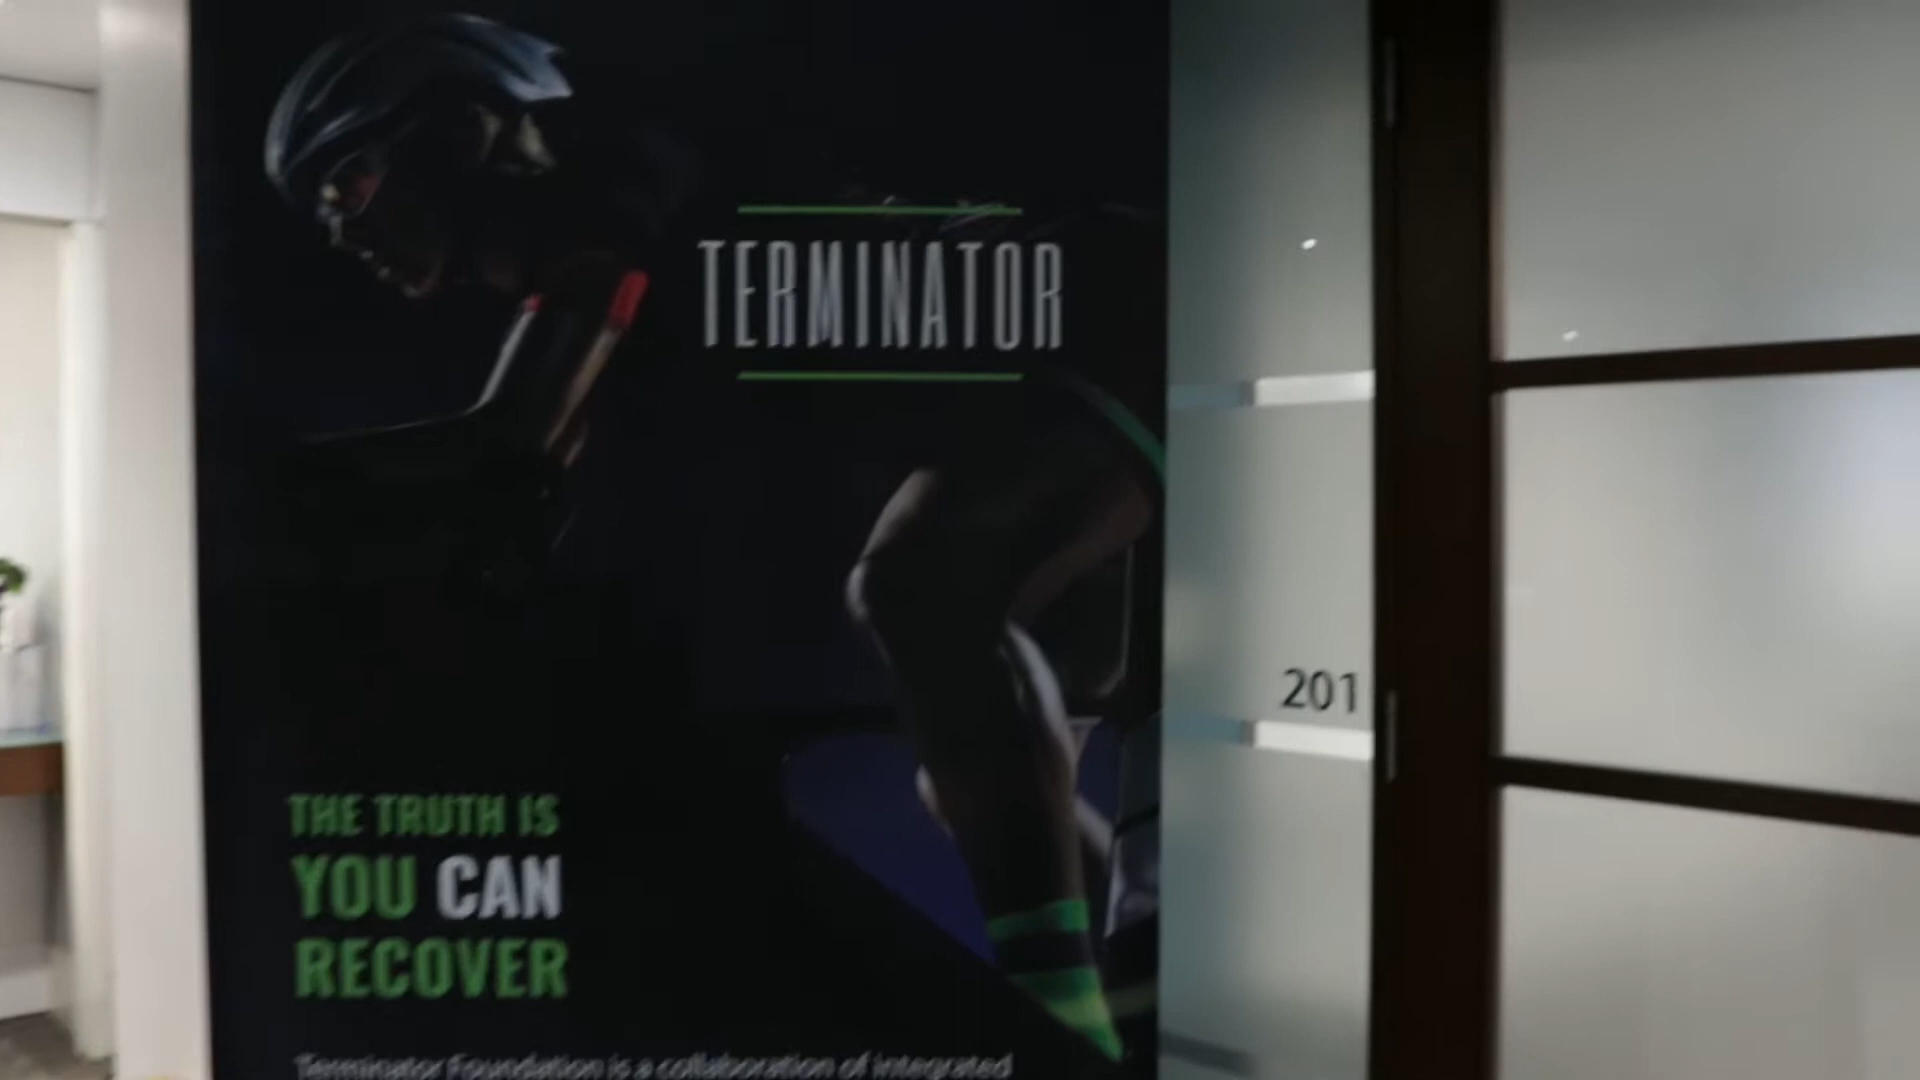 TERMINATOR
201
THE TRUTH IS
YOU CAN
RECOVER
Terminator Foundation is a collaboration of integrated